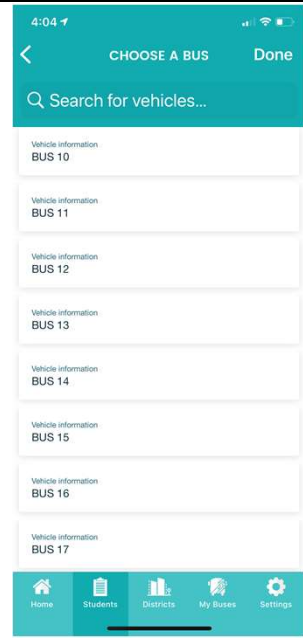 4:04
CHOOSE A BUS
Done
Search for vehicles...
Vehicle information
BUS 10
Vehicle information
BUS 11
Vehicle information
BUS 12
Vehicle information
BUS 13
Vehicle information
BUS 14
Vehicle information
BUS 15
Vehicle information
BUS 16
Vehicle information
BUS 17
Home Students Districts My Buses Settings